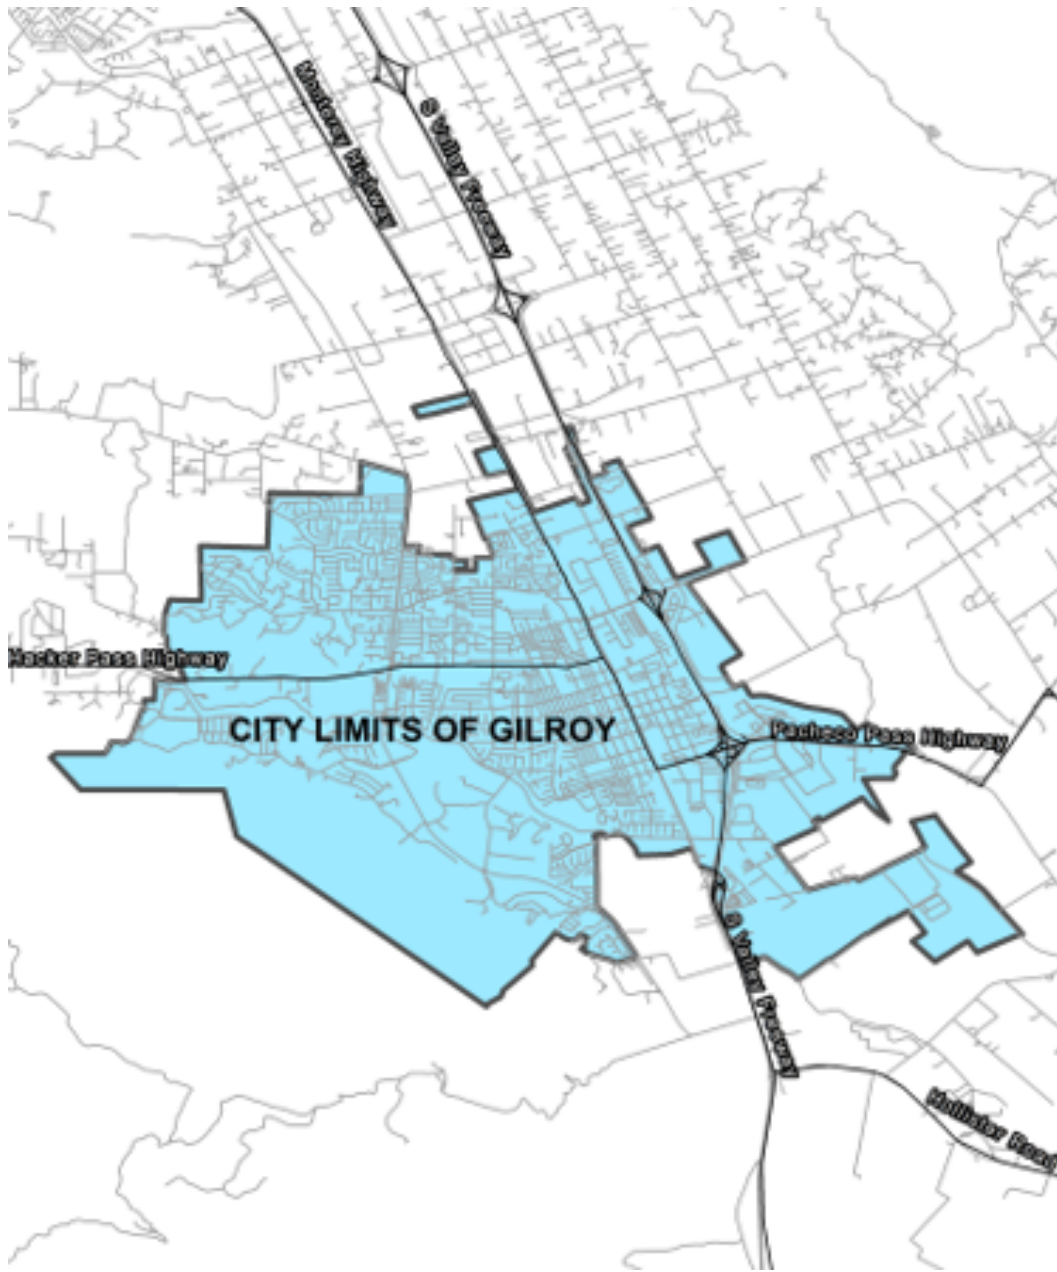 Monterey Highway
S Valley Freeway
Hecker Pass Highway
CITY LIMITS OF GILROY
Pacheco Pass Highway
S Valley Freeway
Hollister Road